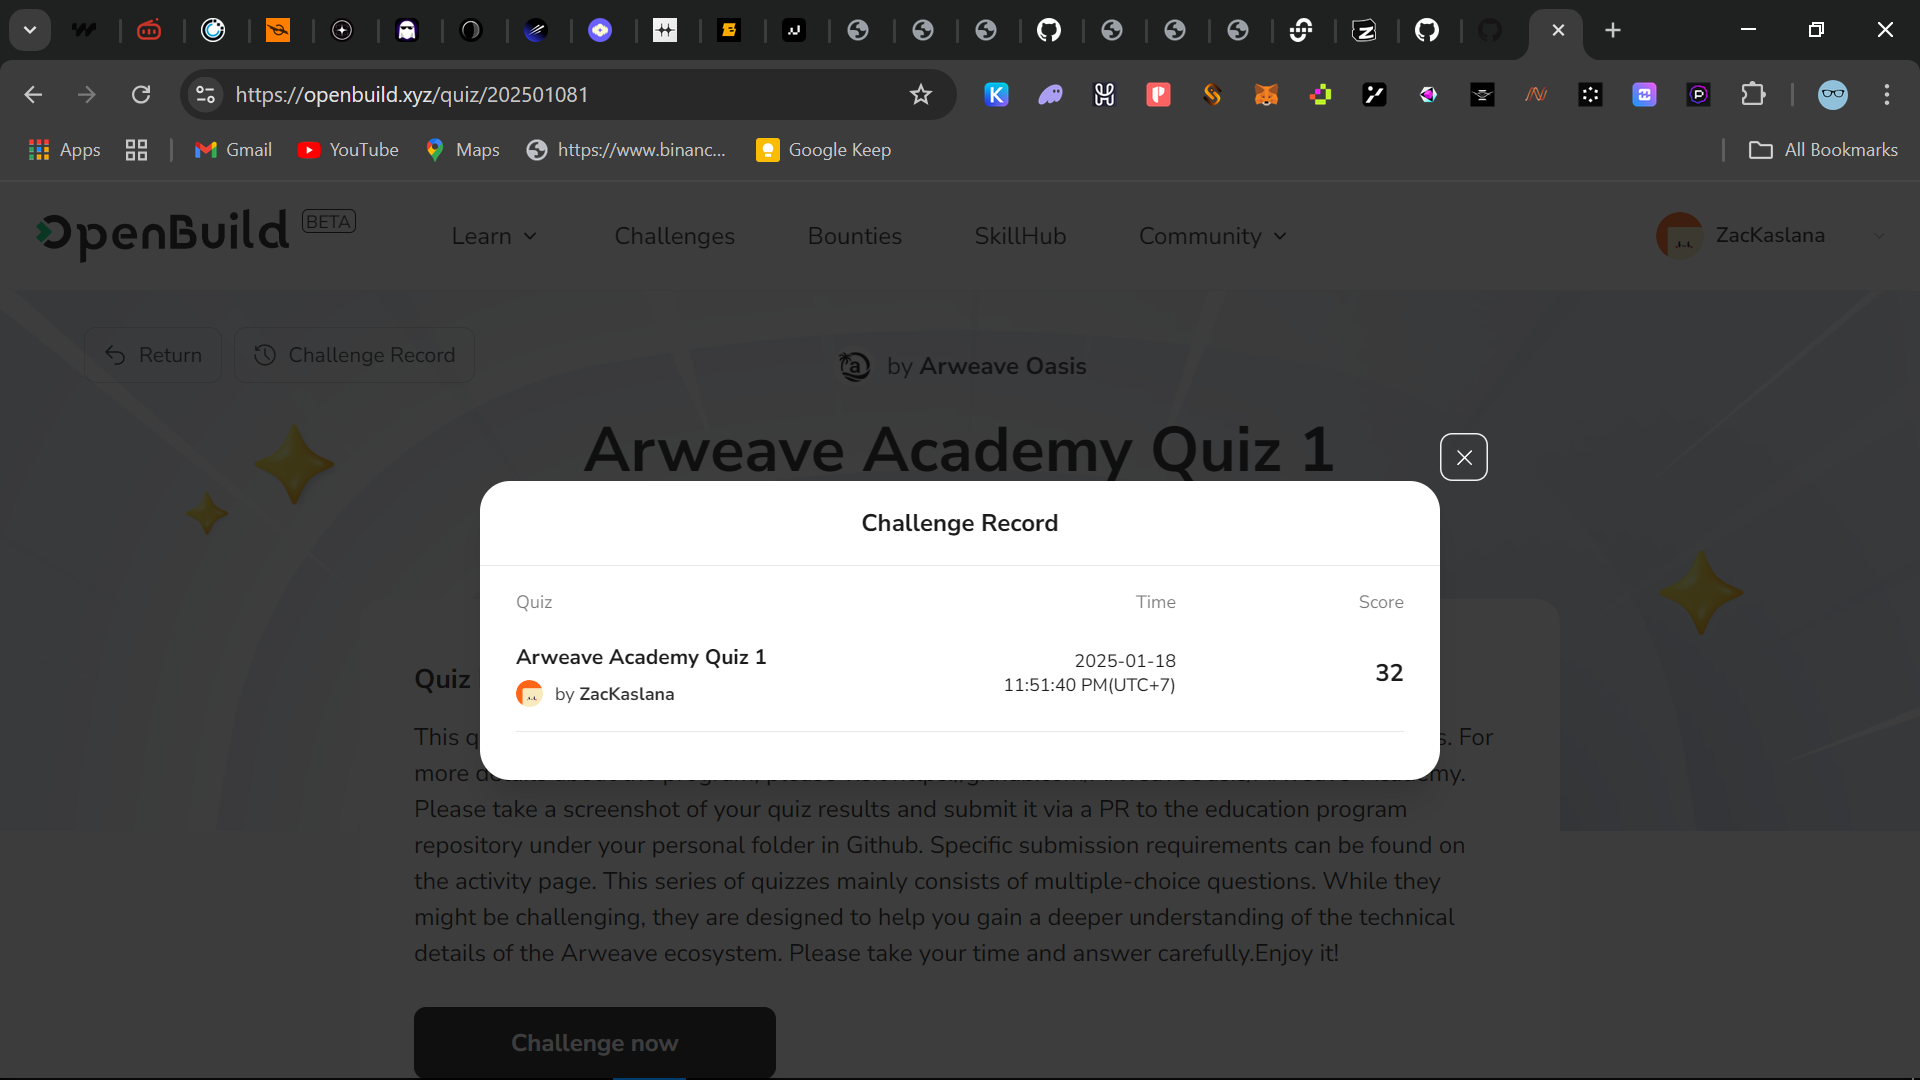 https://openbuild.xyz/quiz/202501081
Apps
Gmail
YouTube
Maps
https://www.binanc...
Google Keep
All Bookmarks
OpenBuild BETA
Learn
Challenges
Bounties
SkillHub
Community
ZacKaslana
Return
Challenge Record
by Arweave Oasis
Arweave Academy Quiz 1
Challenge Record
Quiz Time Score
Arweave Academy Quiz 1
by ZacKaslana
2025-01-18
11:51:40 PM(UTC+7)
32
Quiz
This
s. For
more
Please take a screenshot of your quiz results and submit it via a PR to the education program
repository under your personal folder in Github. Specific submission requirements can be found on
the activity page. This series of quizzes mainly consists of multiple-choice questions. While they
might be challenging, they are designed to help you gain a deeper understanding of the technical
details of the Arweave ecosystem. Please take your time and answer carefully.Enjoy it!
Challenge now